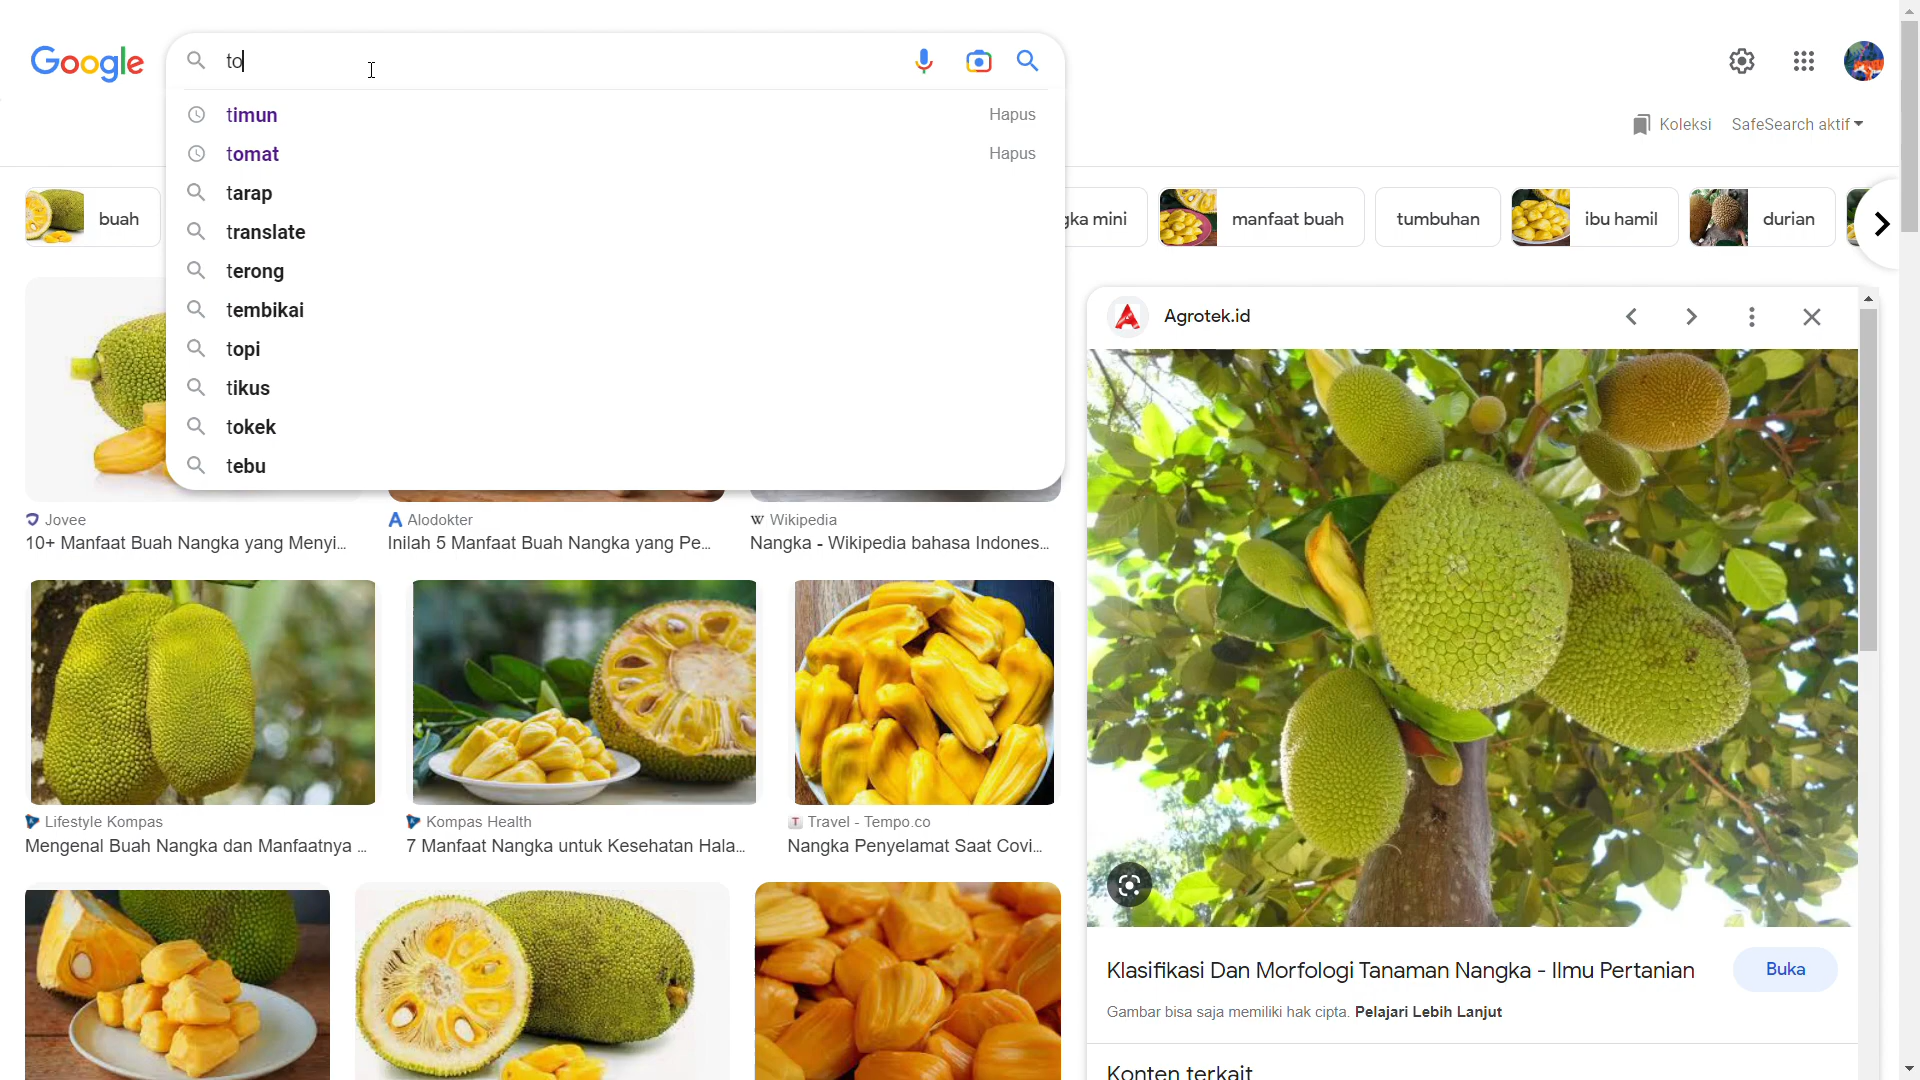 Google
to
timun Hapus
tomat Hapus
tarap
translate
terong
tembikai
topi
tikus
tokek
tebu
Koleksi SafeSearch aktif
buah
gka mini
manfaat buah
tumbuhan
ibu hamil
durian
Agrotek.id
Jovee
10+ Manfaat Buah Nangka yang Menyi...
Alodokter
Inilah 5 Manfaat Buah Nangka yang Pe...
W Wikipedia
Nangka - Wikipedia bahasa Indones...
Lifestyle Kompas
Mengenal Buah Nangka dan Manfaatnya ...
Kompas Health
7 Manfaat Nangka untuk Kesehatan Hala...
T Travel - Tempo.co
Nangka Penyelamat Saat Covi...
Klasifikasi Dan Morfologi Tanaman Nangka - Ilmu Pertanian
Buka
Gambar bisa saja memiliki hak cipta. Pelajari Lebih Lanjut
Konten terkait